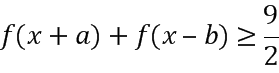 f(x + a) + f(x – b) ≥ 9/2